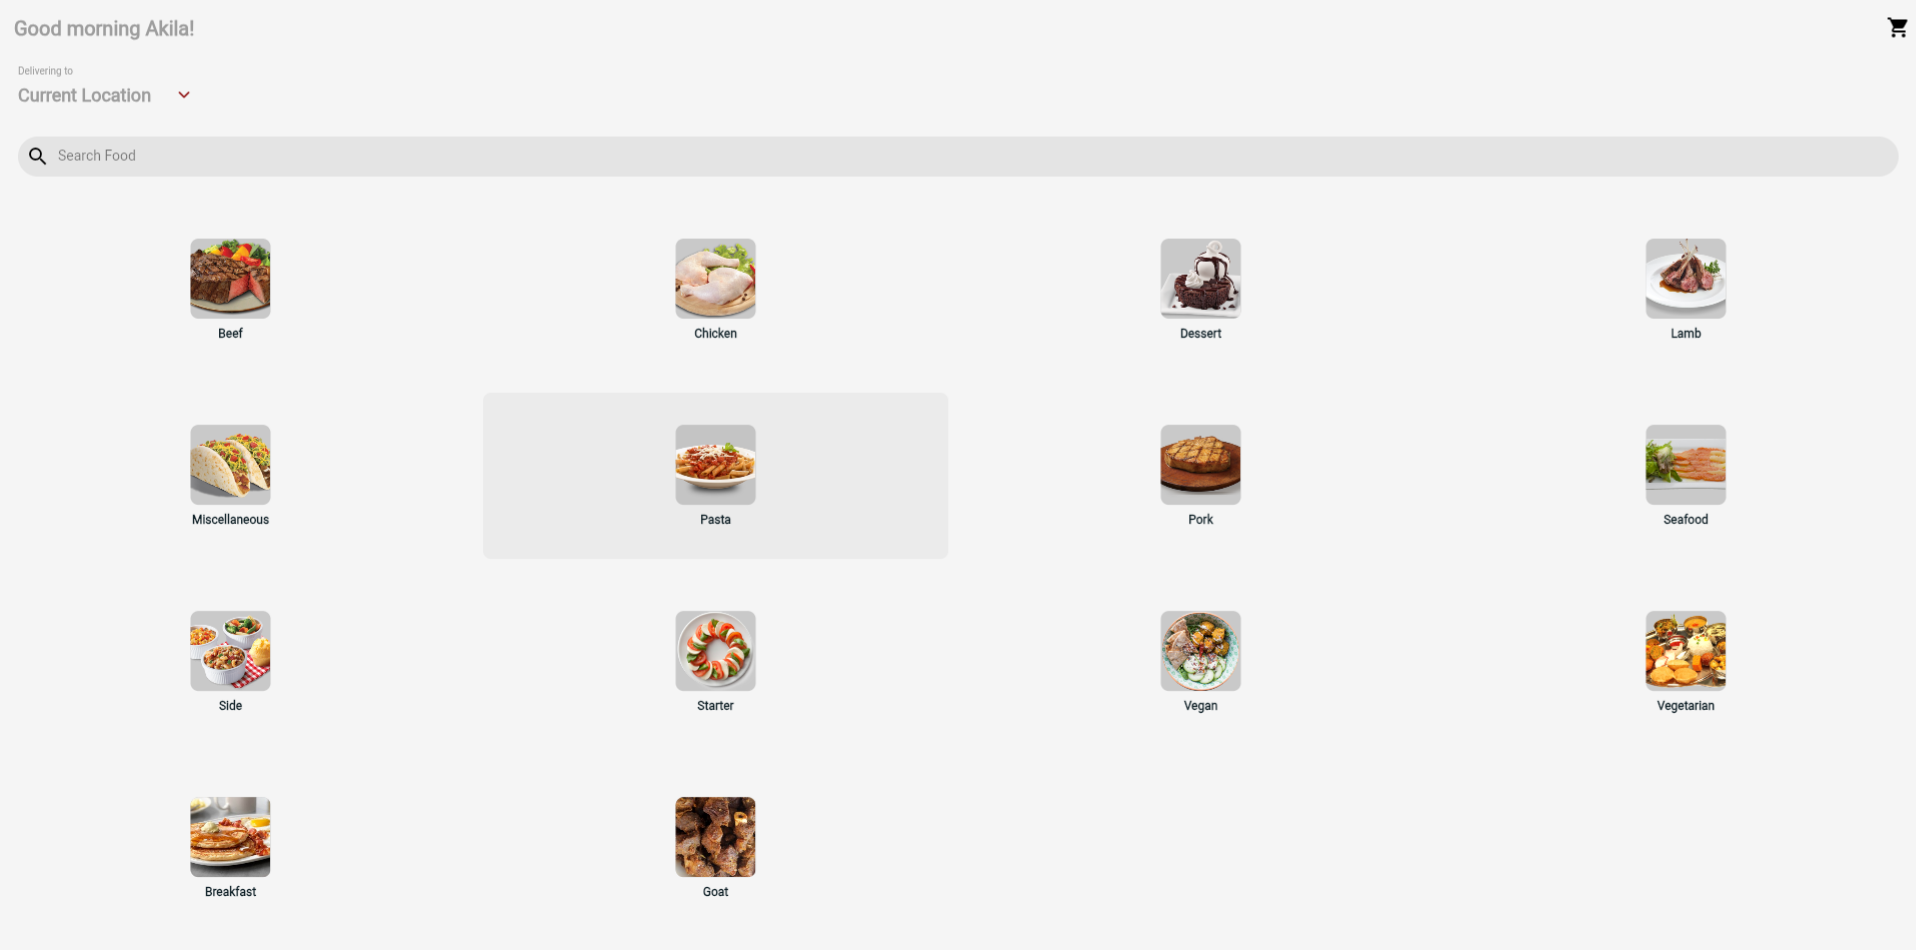 Good morning Akila!
Delivering to
Current Location
Search Food
Beef
Chicken
Dessert
Lamb
Miscellaneous
Pasta
Pork
Seafood
Side
Starter
Vegan
Vegetarian
Breakfast
Goat